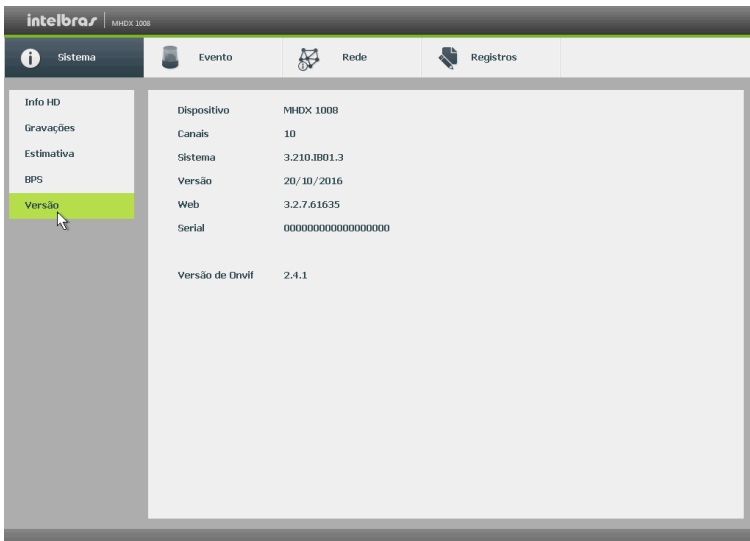 intelbras MHDX 1008
Sistema Evento Rede Registros
Info HD
Gravações
Estimativa
BPS
Versão
Dispositivo MHDX 1008
Canais 10
Sistema 3.210.IB01.3
Versão 20/10/2016
Web 3.2.7.61635
Serial 000000000000000000
Versão de Onvif 2.4.1